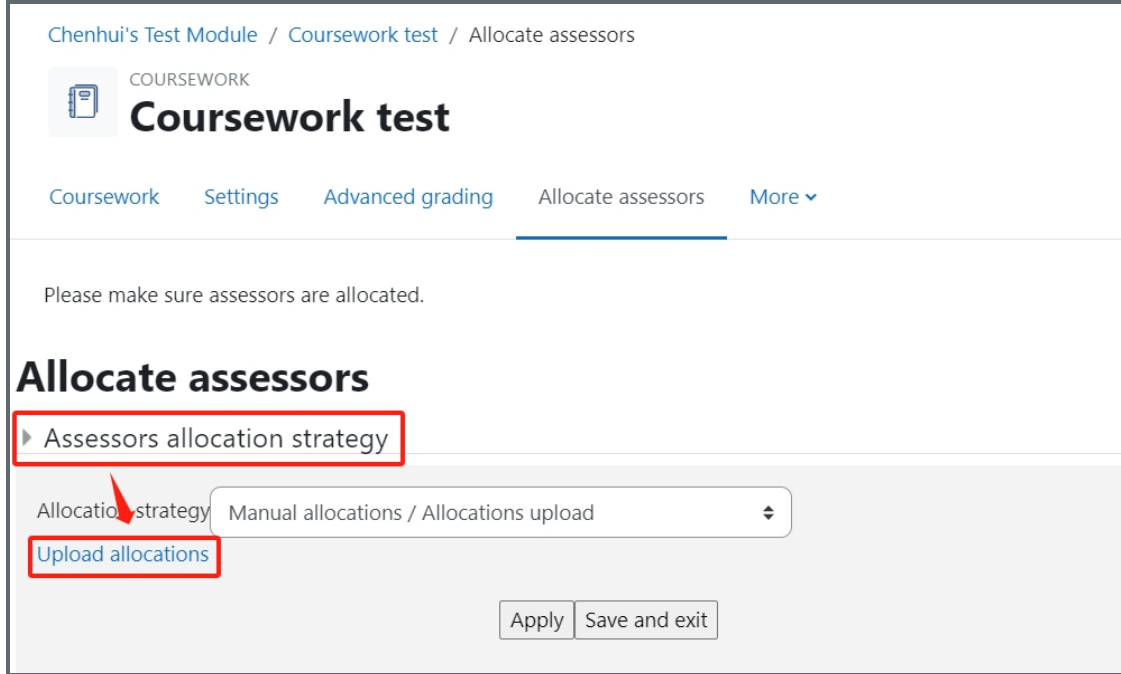 Chenhui's Test Module / Coursework test / Allocate assessors
COURSEWORK
Coursework test
Coursework Settings Advanced grading Allocate assessors More
Please make sure assessors are allocated.
Allocate assessors
Assessors allocation strategy
Allocation strategy Manual allocations / Allocations upload
Upload allocations
Apply Save and exit